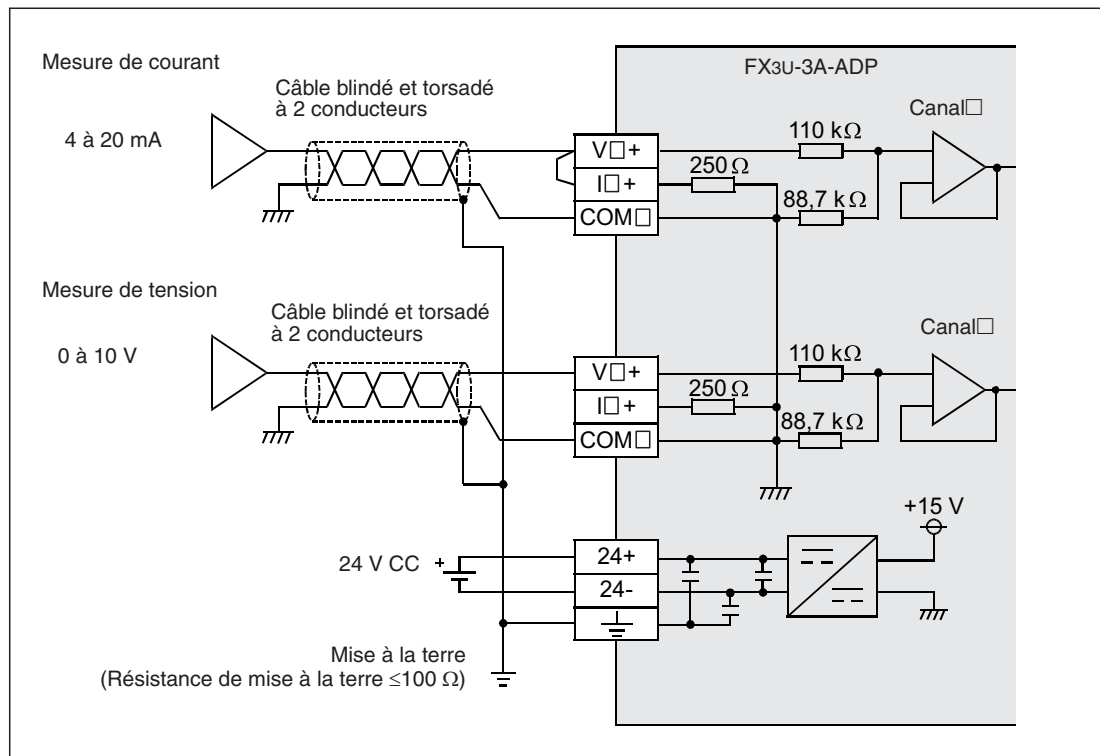 FX3U-3A-ADP
Mesure de courant
Câble blindé et torsadé
à 2 conducteurs
4 à 20 mA
V□+
I□+
COM□
250 Ω
110 kΩ
88,7 kΩ
Canal□
Mesure de tension
Câble blindé et torsadé
à 2 conducteurs
0 à 10 V
V□+
I□+
COM□
250 Ω
110 kΩ
88,7 kΩ
Canal□
24 V CC
+
24+
24-
+15 V
Mise à la terre
(Résistance de mise à la terre ≤100 Ω)